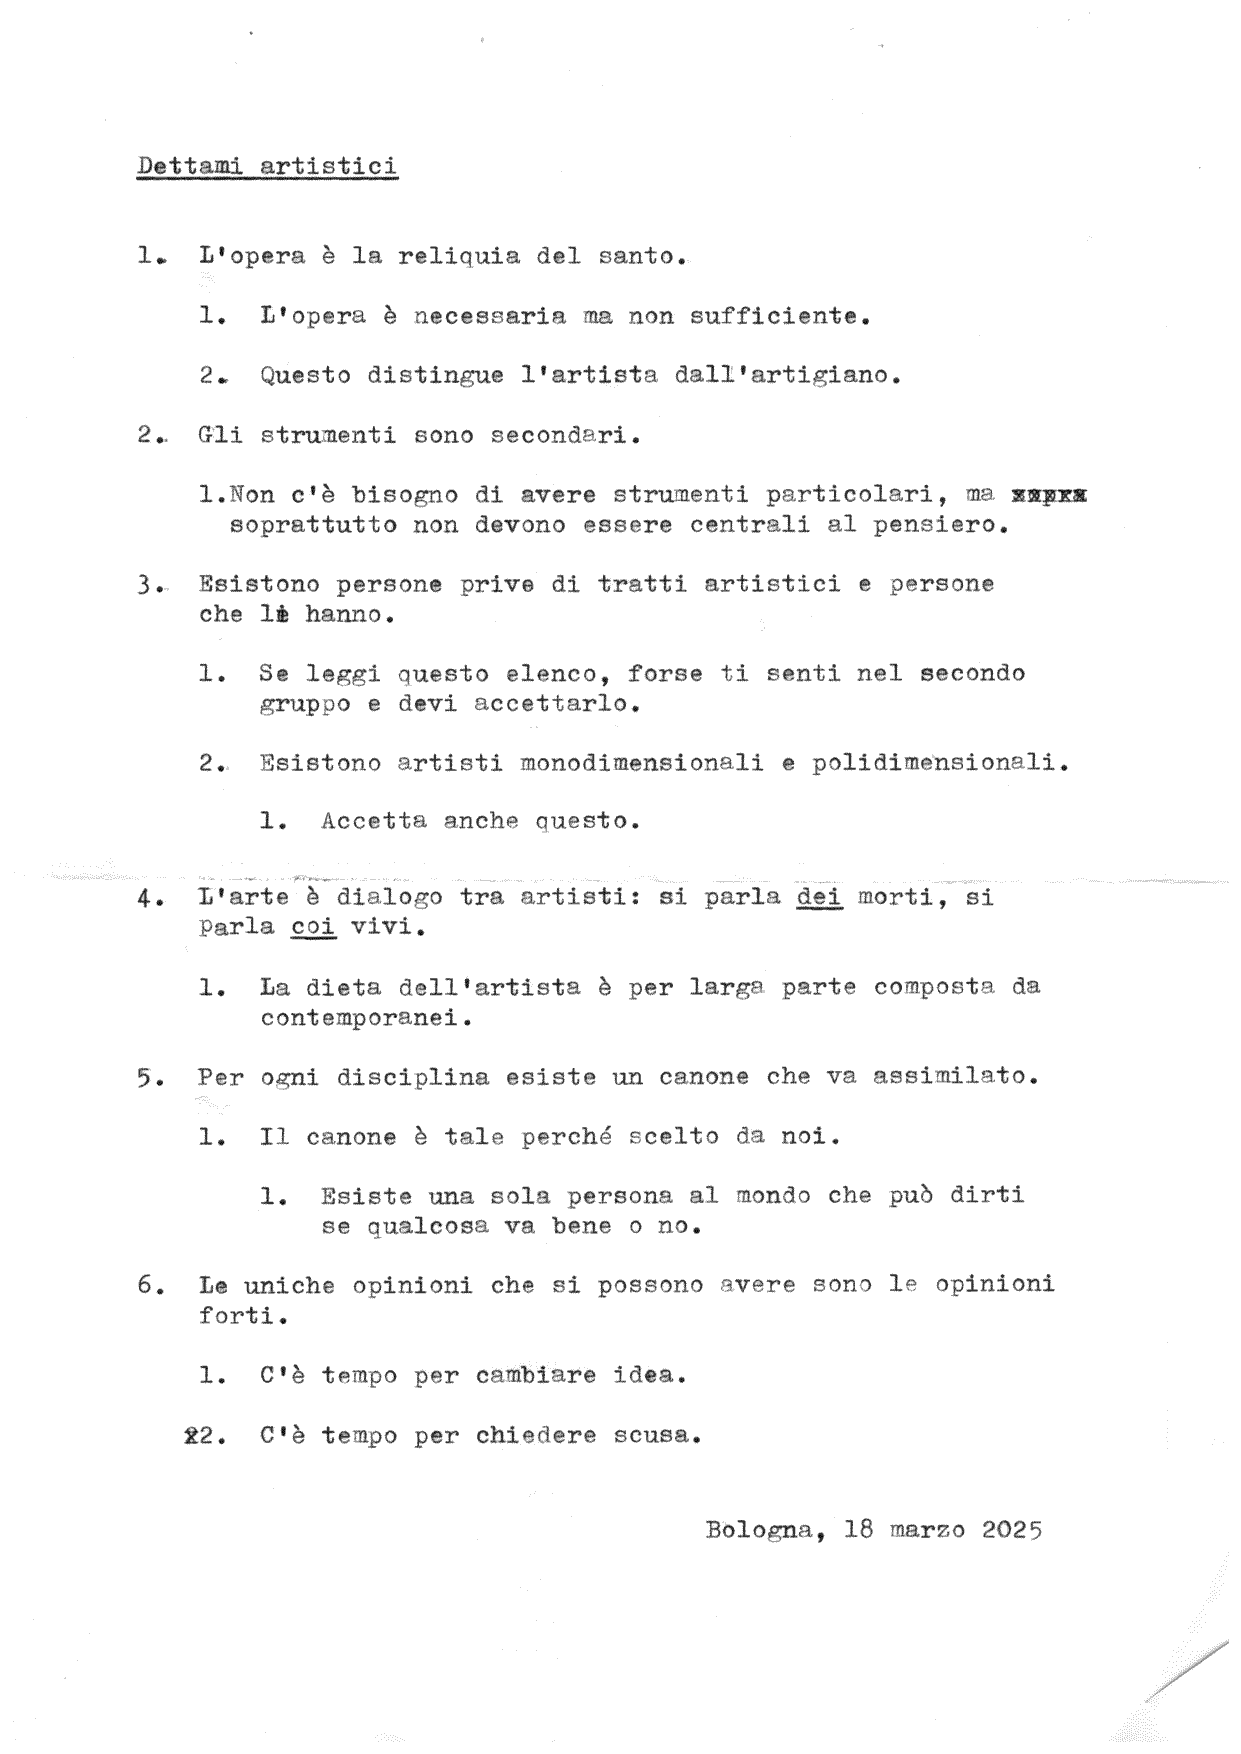 Dettami artistici
1. L'opera è la reliquia del santo.
1. L'opera è necessaria ma non sufficiente.
2. Questo distingue l'artista dall'artigiano.
2. Gli strumenti sono secondari.
1.Non c'è bisogno di avere strumenti particolari, ma
soprattutto non devono essere centrali al pensiero.
3. Esistono persone prive di tratti artistici e persone
che li hanno.
1. Se leggi questo elenco, forse ti senti nel secondo
gruppo e devi accettarlo.
2. Esistono artisti monodimensionali e polidimensionali.
1. Accetta anche questo.
4. L'arte è dialogo tra artisti: si parla dei morti, si
parla coi vivi.
1. La dieta dell'artista è per larga parte composta da
contemporanei.
5. Per ogni disciplina esiste un canone che va assimilato.
1. Il canone è tale perché scelto da noi.
1. Esiste una sola persona al mondo che può dirti
se qualcosa va bene o no.
6. Le uniche opinioni che si possono avere sono le opinioni
forti.
1. C'è tempo per cambiare idea.
2. C'è tempo per chiedere scusa.
Bologna, 18 marzo 2025